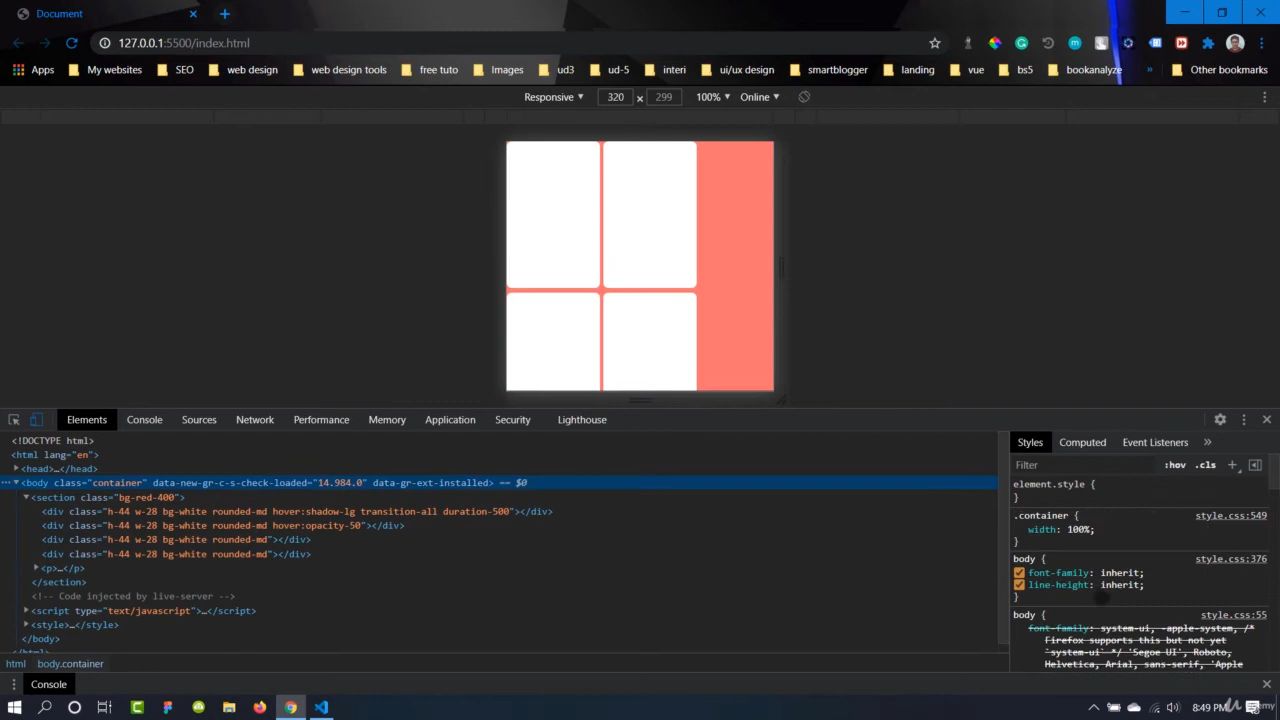 Document
127.0.0.1:5500/index.html
Apps My websites SEO web design web design tools free tuto Images ud3 ud-5 interi ui/ux design smartblogger landing vue bs5 bookanalyze » Other bookmarks
Responsive 320 × 299 100% Online
Elements Console Sources Network Performance Memory Application Security Lighthouse
<!DOCTYPE html>
<html lang="en">
<head>…</head>
<body class="container" data-new-gr-c-s-check-loaded="14.984.0" data-gr-ext-installed> == $0
<section class="bg-red-400">
<div class="h-44 w-28 bg-white rounded-md hover:shadow-lg transition-all duration-500"></div>
<div class="h-44 w-28 bg-white rounded-md hover:opacity-50"></div>
<div class="h-44 w-28 bg-white rounded-md"></div>
<div class="h-44 w-28 bg-white rounded-md"></div>
<p>…</p>
</section>
<!-- Code injected by live-server -->
<script type="text/javascript">…</script>
<style>…</style>
</body>
</html>
html body.container
Console
Styles Computed Event Listeners »
Filter :hov .cls +
element.style {
}
.container { style.css:549
width: 100%;
}
body { style.css:376
font-family: inherit;
line-height: inherit;
}
body { style.css:55
font-family: system-ui, -apple-system, /*
Firefox supports this but not yet
`system-ui` */ 'Segoe UI', Roboto,
Helvetica, Arial, sans-serif, 'Apple
8:49 PM
Udemy